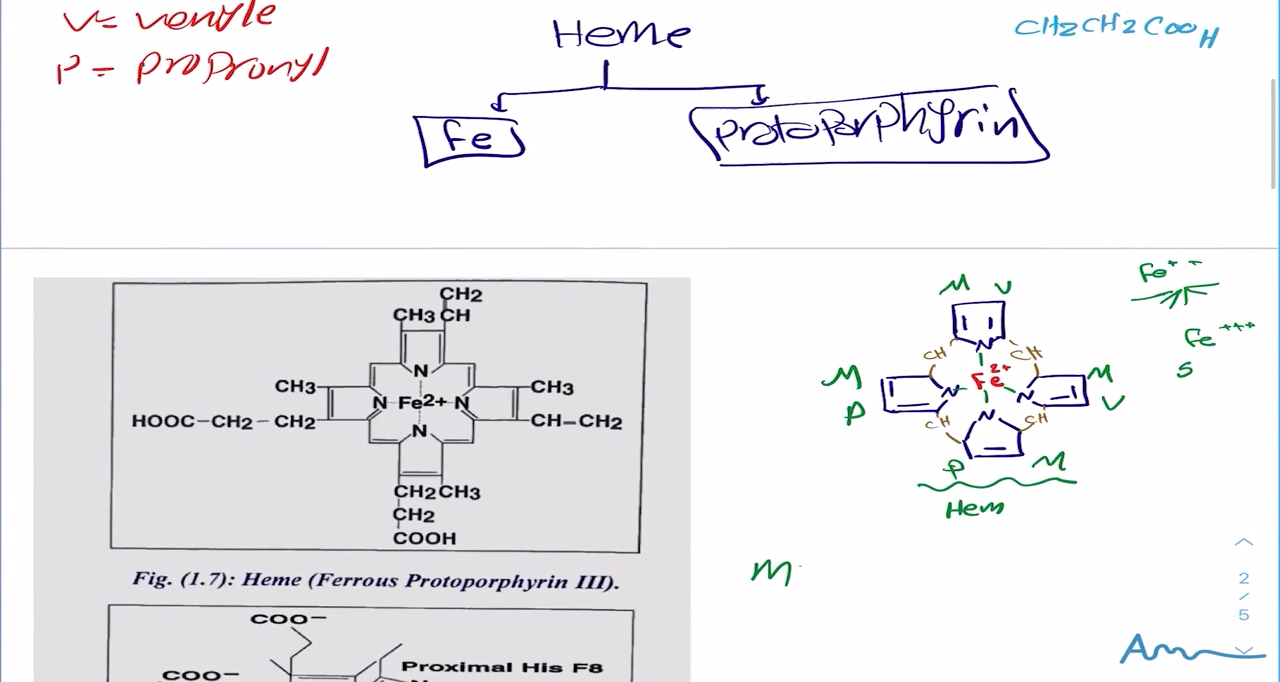 V= venyle
P = ProPronyl
Heme
CH2CH2COOH
Fe
ProtoPorPhyrin
CH2
CH3 CH
N
CH3
CH3
N Fe2+ N
HOOC-CH2-CH2
CH=CH2
N
CH2CH3
CH2
COOH
Fig. (1.7): Heme (Ferrous Protoporphyrin III).
COO−
COO−
Proximal His F8
M V
Fe++
Fe+++
S
N
CH CH
M Fe2+ M
P N N V
N
CH CH
P M
Hem
M
2
/
5